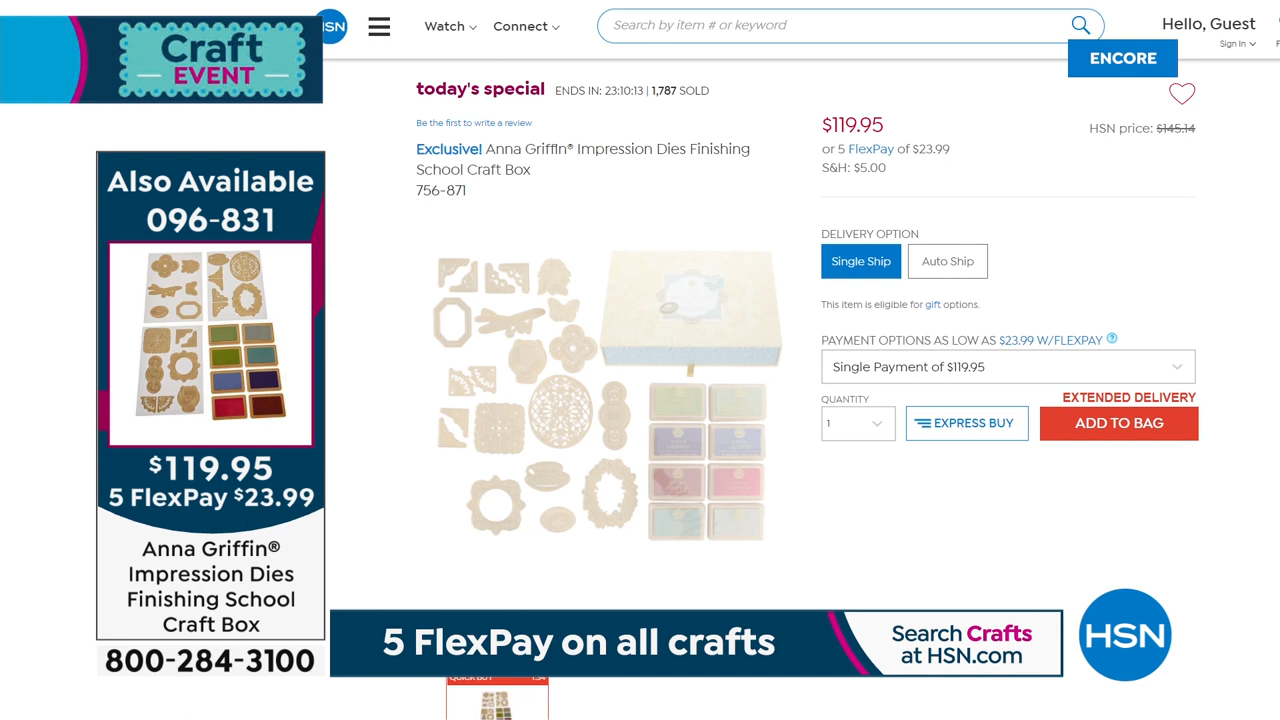 Craft
EVENT
HSN
Watch
Connect
Search by item # or keyword
Hello, Guest
Sign In
ENCORE
today's special ENDS IN: 23:10:13 | 1,787 SOLD
Be the first to write a review
Exclusive! Anna Griffin® Impression Dies Finishing
School Craft Box
756-871
$119.95
HSN price: $145.14
or 5 FlexPay of $23.99
S&H: $5.00
DELIVERY OPTION
Single Ship
Auto Ship
This item is eligible for gift options.
PAYMENT OPTIONS AS LOW AS $23.99 W/FLEXPAY ?
Single Payment of $119.95
EXTENDED DELIVERY
QUANTITY
1
EXPRESS BUY
ADD TO BAG
Also Available
096-831
$119.95
5 FlexPay $23.99
Anna Griffin®
Impression Dies
Finishing School
Craft Box
800-284-3100
5 FlexPay on all crafts
Search Crafts
at HSN.com
HSN